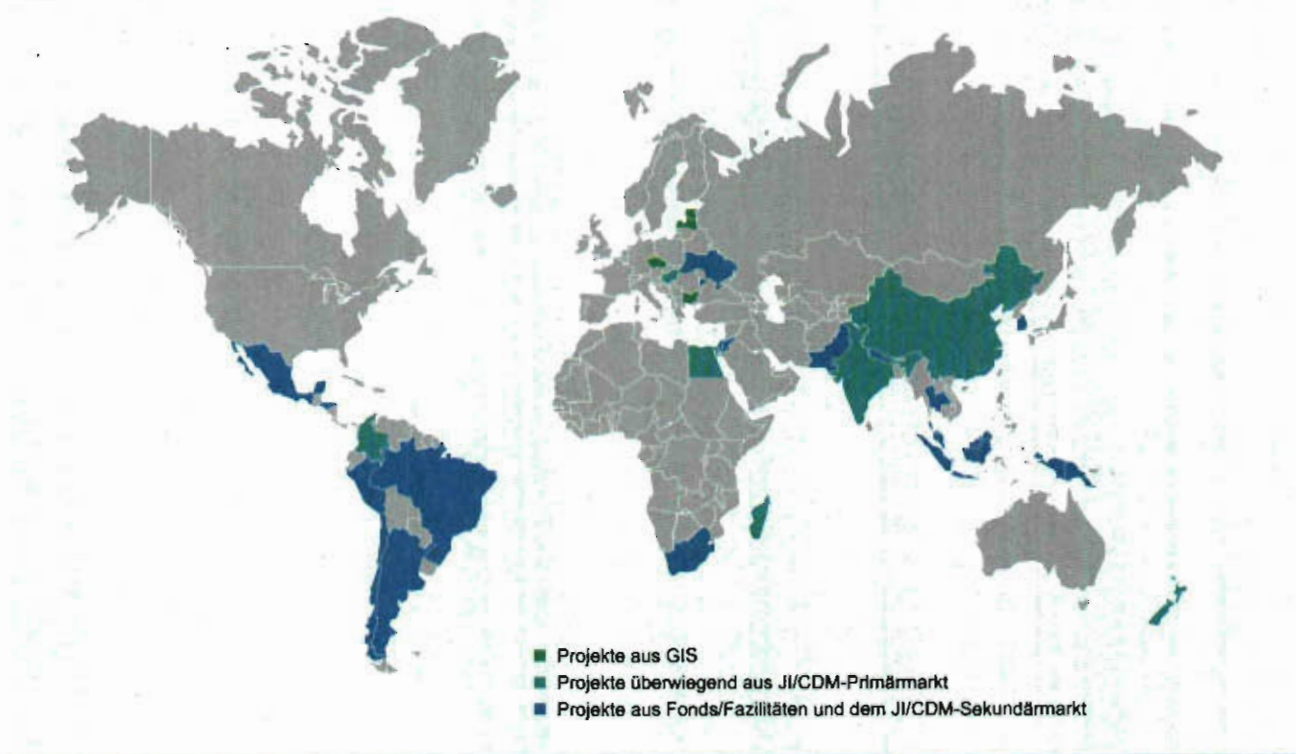 Projekte aus GIS
Projekte überwiegend aus JI/CDM-Primärmarkt
Projekte aus Fonds/Fazilitäten und dem JI/CDM-Sekundärmarkt